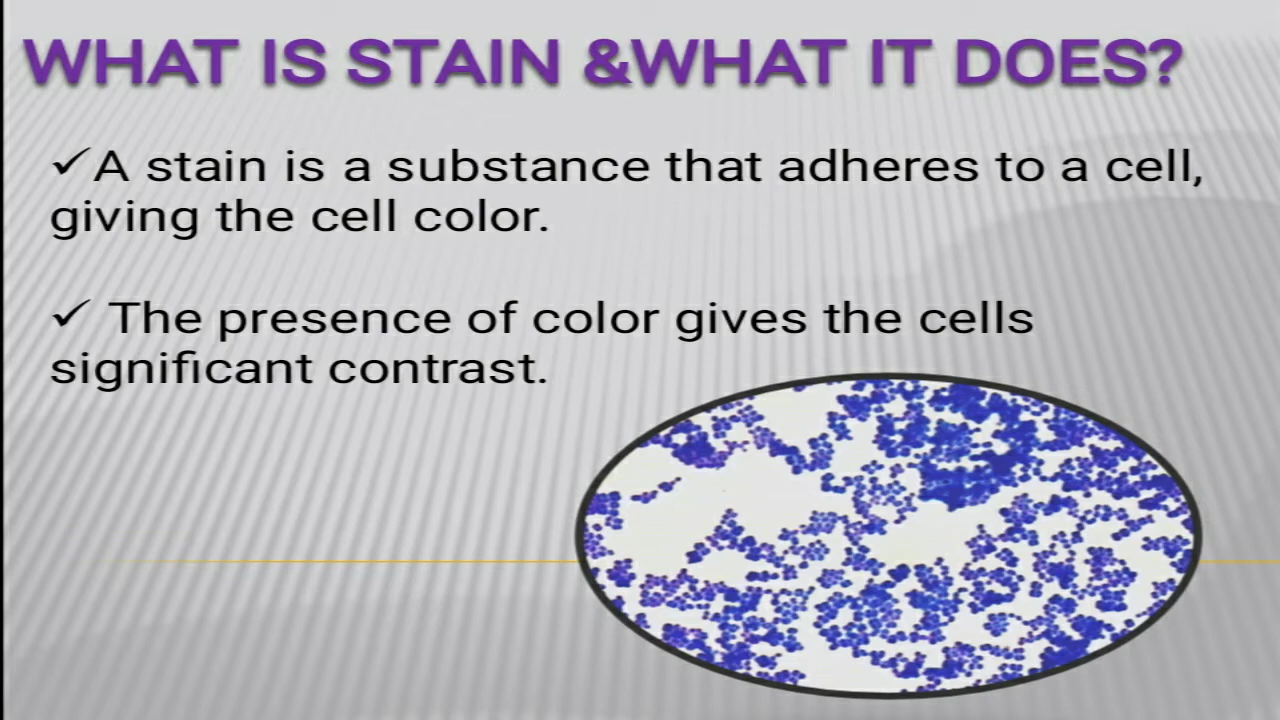 WHAT IS STAIN &WHAT IT DOES?
✓A stain is a substance that adheres to a cell,
giving the cell color.
✓ The presence of color gives the cells
significant contrast.